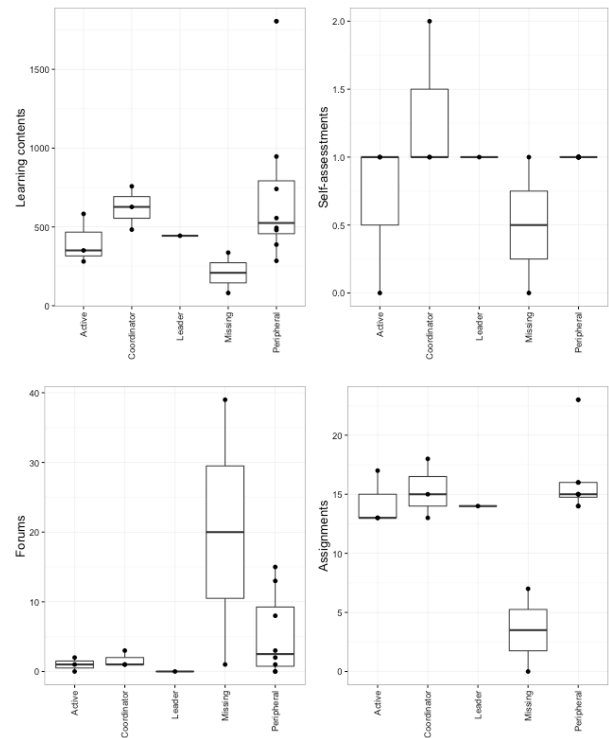 Learning contents
1500
1000
500
0
Active
Coordinator
Leader
Missing
Peripheral
Self-assesstments
2.0
1.5
1.0
0.5
0.0
Active
Coordinator
Leader
Missing
Peripheral
Forums
40
30
20
10
0
Active
Coordinator
Leader
Missing
Peripheral
Assignments
20
15
10
5
0
Active
Coordinator
Leader
Missing
Peripheral